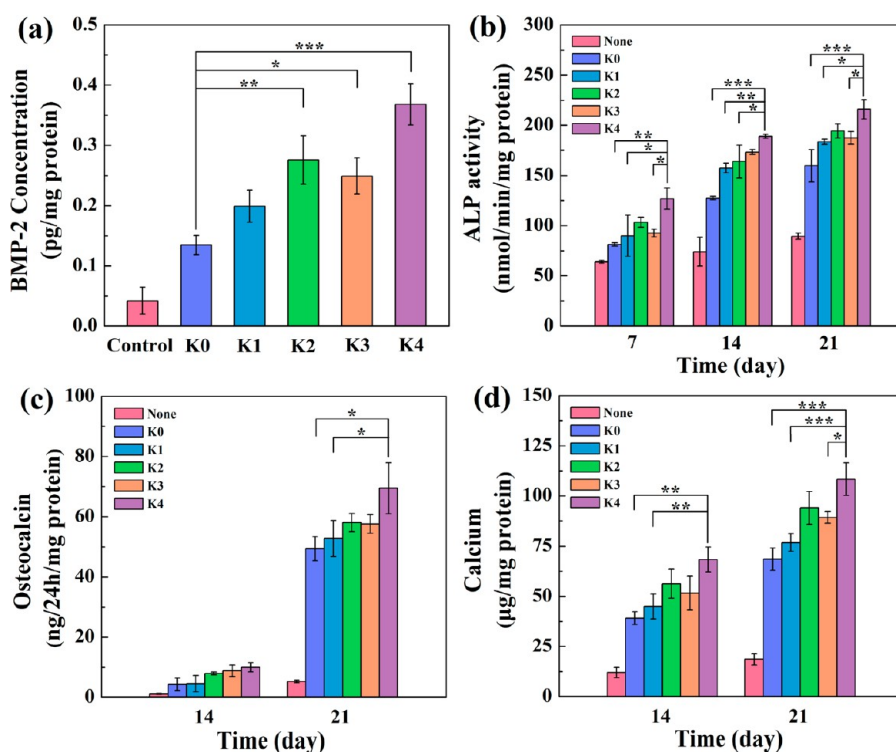 (a)
***
*
**
BMP-2 Concentration
(pg/mg protein)
0.5
0.4
0.3
0.2
0.1
0.0
Control K0 K1 K2 K3 K4
(b)
None
K0
K1
K2
K3
K4
**
*
*
***
**
*
***
*
*
ALP activity
(nmol/min/mg protein)
300
250
200
150
100
50
0
7 14 21
Time (day)
(c)
None
K0
K1
K2
K3
K4
*
*
Osteocalcin
(ng/24h/mg protein)
100
80
60
40
20
0
14 21
Time (day)
(d)
None
K0
K1
K2
K3
K4
**
**
***
***
*
Calcium
(μg/mg protein)
150
125
100
75
50
25
0
14 21
Time (day)